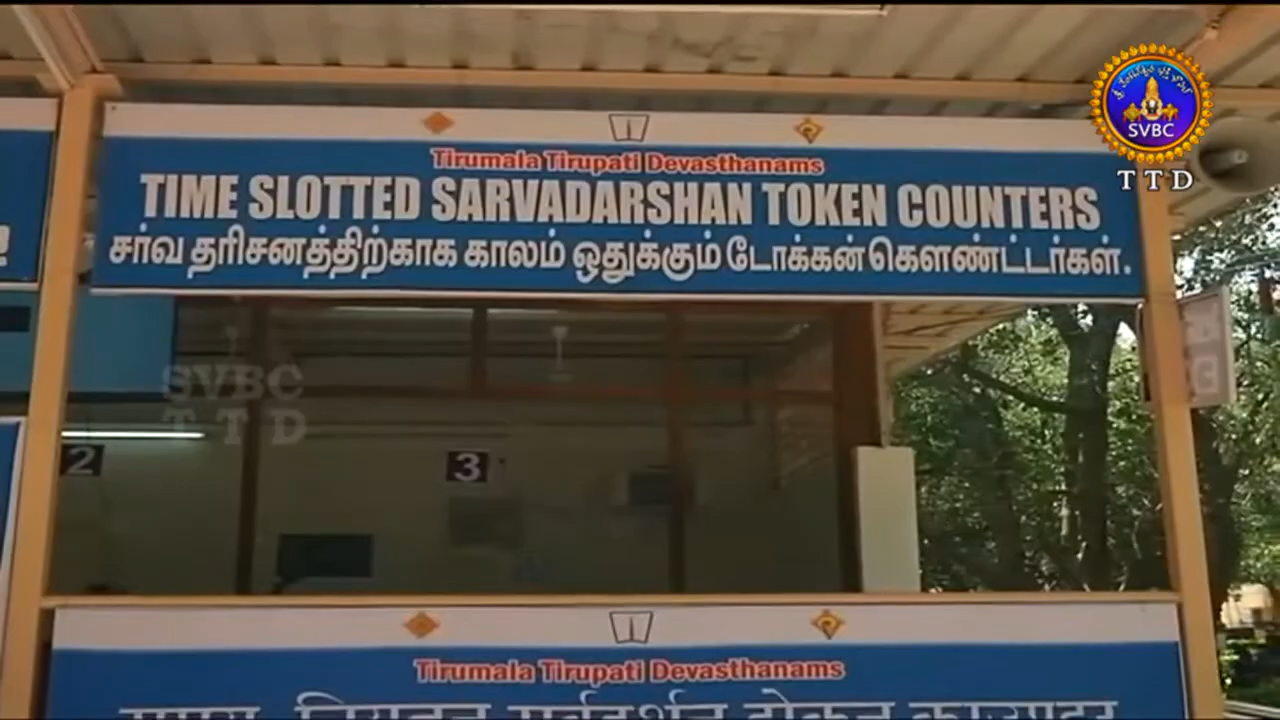 Tirumala Tirupati Devasthanams
TIME SLOTTED SARVADARSHAN TOKEN COUNTERS
சர்வ தரிசனத்திற்காக காலம் ஒதுக்கும் டோக்கன் கௌண்ட்டர்கள்.
SVBC
TTD
SVBC
TTD
2
3
Tirumala Tirupati Devasthanams